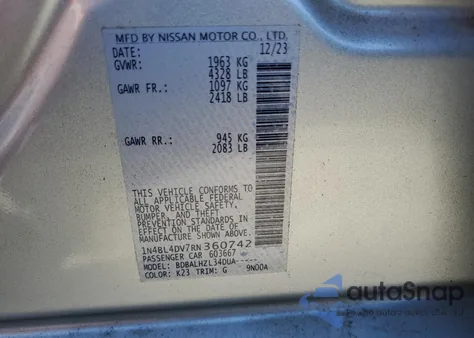 MFD BY NISSAN MOTOR CO., LTD.
DATE: 12/23
GVWR: 1963 KG
4328 LB
GAWR FR.: 1097 KG
2418 LB
GAWR RR.: 945 KG
2083 LB
THIS VEHICLE CONFORMS TO
ALL APPLICABLE FEDERAL
MOTOR VEHICLE SAFETY,
BUMPER, AND THEFT
PREVENTION STANDARDS IN
EFFECT ON THE DATE OF
MANUFACTURE SHOWN ABOVE.
1N4BL4DV7RN360742
PASSENGER CAR 603667
MODEL: BDBALHZL34DUA-----
COLOR: K23 TRIM: G 9N00A
autoSnap